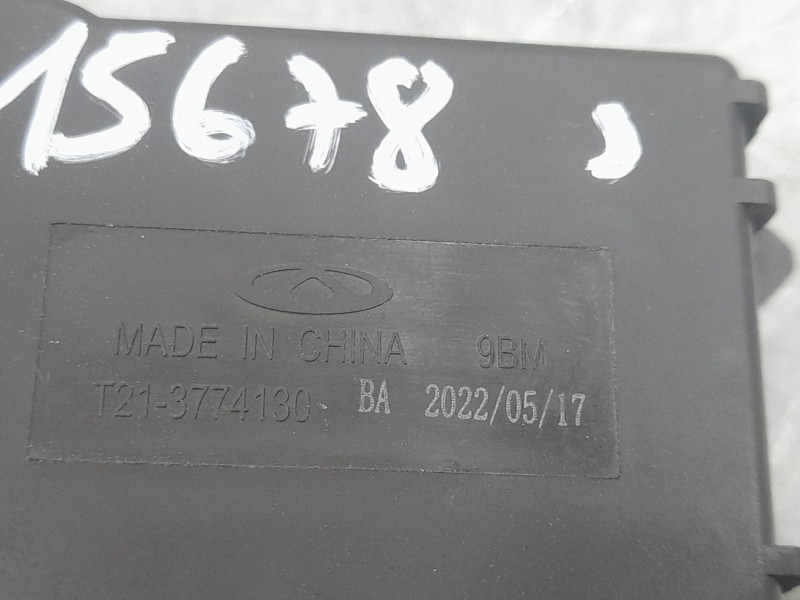 15678
MADE IN CHINA 9BM
T21-3774130 BA 2022/05/17